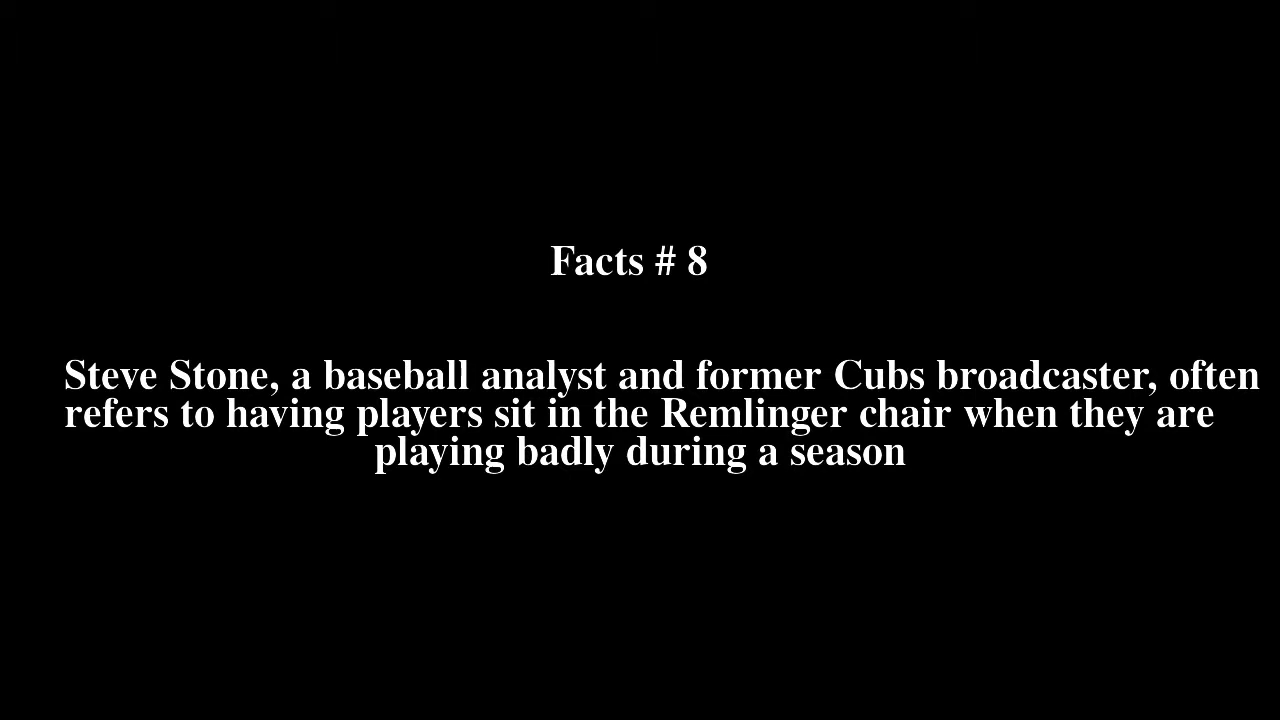 Facts # 8
Steve Stone, a baseball analyst and former Cubs broadcaster, often
refers to having players sit in the Remlinger chair when they are
playing badly during a season